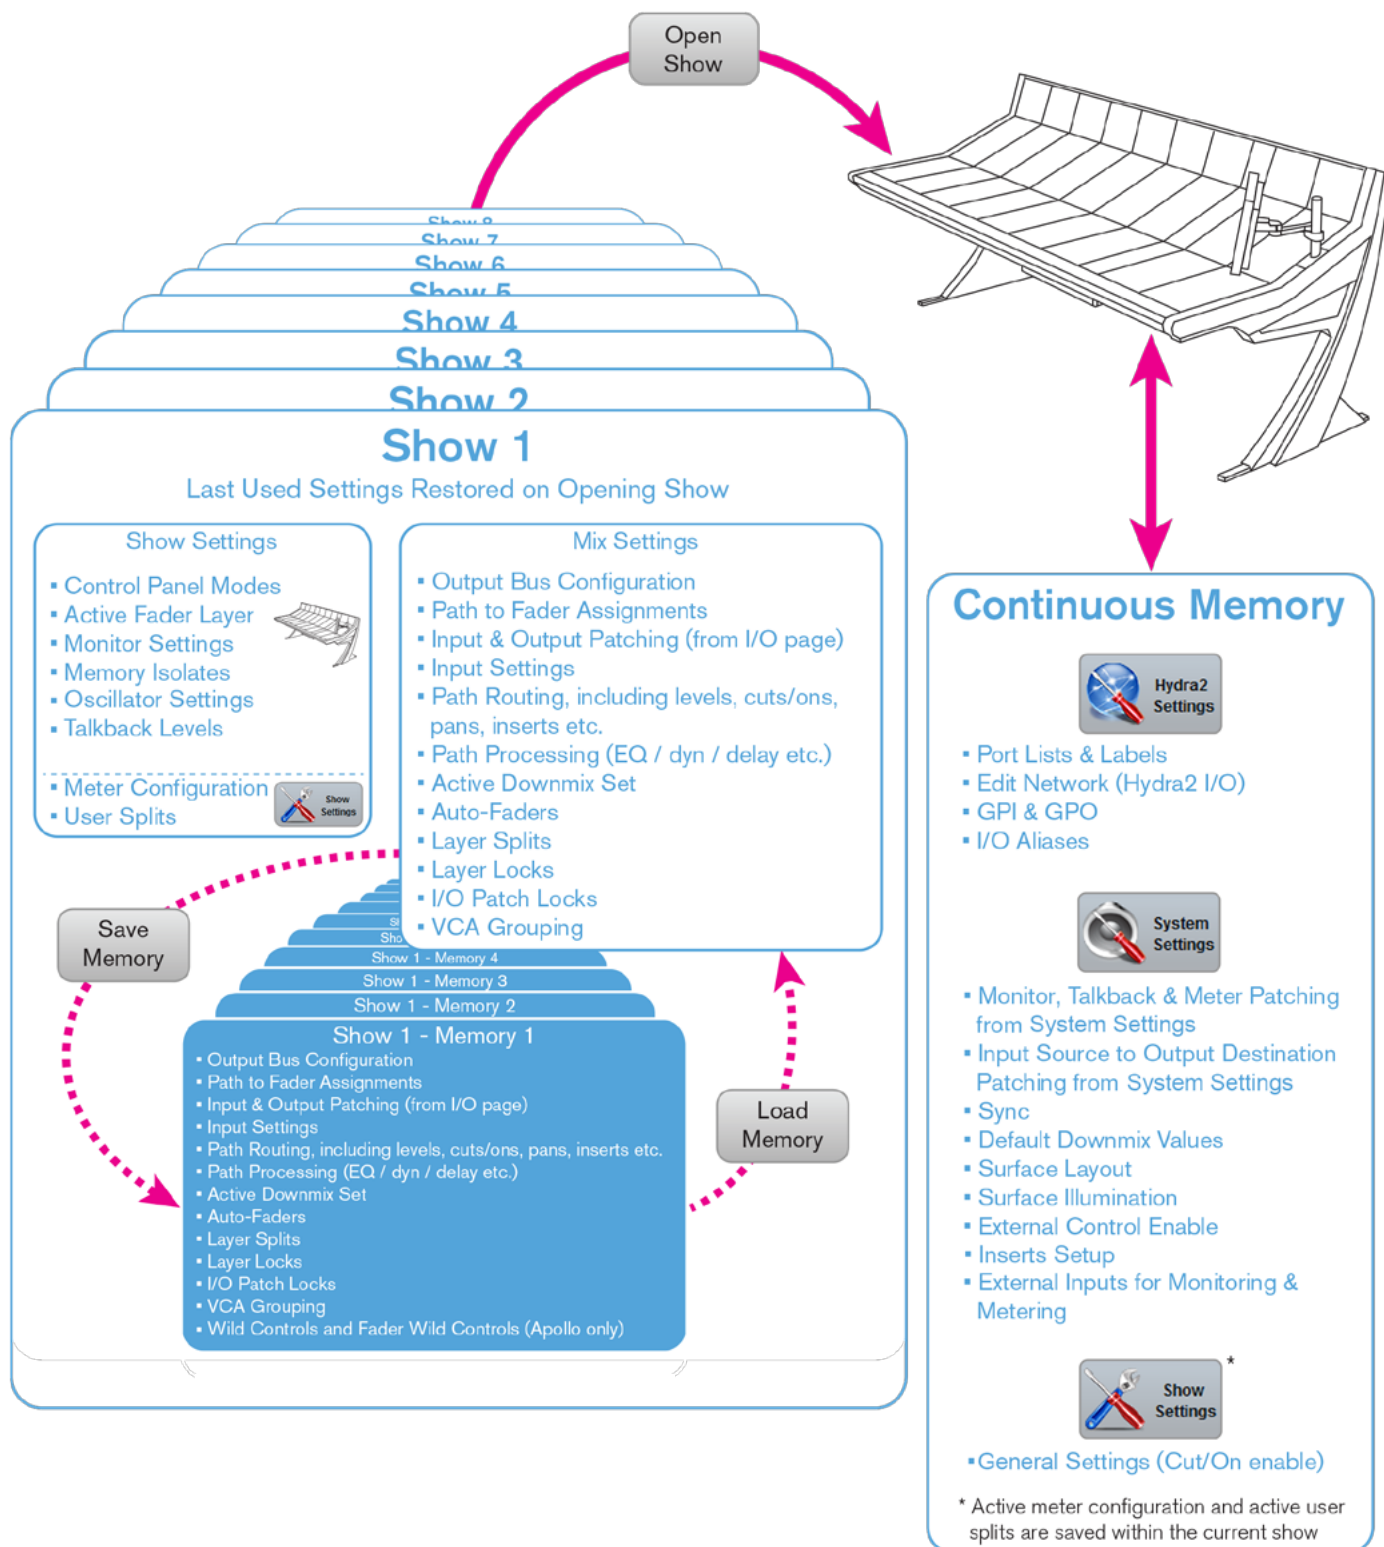 Open
Show
Show 8
Show 7
Show 6
Show 5
Show 4
Show 3
Show 2
Show 1
Last Used Settings Restored on Opening Show
Show Settings
▪ Control Panel Modes
▪ Active Fader Layer
▪ Monitor Settings
▪ Memory Isolates
▪ Oscillator Settings
▪ Talkback Levels
▪ Meter Configuration
▪ User Splits
Show
Settings
Mix Settings
▪ Output Bus Configuration
▪ Path to Fader Assignments
▪ Input & Output Patching (from I/O page)
▪ Input Settings
▪ Path Routing, including levels, cuts/ons,
pans, inserts etc.
▪ Path Processing (EQ / dyn / delay etc.)
▪ Active Downmix Set
▪ Auto-Faders
▪ Layer Splits
▪ Layer Locks
▪ I/O Patch Locks
▪ VCA Grouping
Save
Memory
Show 1 - Memory 4
Show 1 - Memory 3
Show 1 - Memory 2
Show 1 - Memory 1
▪ Output Bus Configuration
▪ Path to Fader Assignments
▪ Input & Output Patching (from I/O page)
▪ Input Settings
▪ Path Routing, including levels, cuts/ons, pans, inserts etc.
▪ Path Processing (EQ / dyn / delay etc.)
▪ Active Downmix Set
▪ Auto-Faders
▪ Layer Splits
▪ Layer Locks
▪ I/O Patch Locks
▪ VCA Grouping
▪ Wild Controls and Fader Wild Controls (Apollo only)
Load
Memory
Continuous Memory
Hydra2
Settings
▪ Port Lists & Labels
▪ Edit Network (Hydra2 I/O)
▪ GPI & GPO
▪ I/O Aliases
System
Settings
▪ Monitor, Talkback & Meter Patching
from System Settings
▪ Input Source to Output Destination
Patching from System Settings
▪ Sync
▪ Default Downmix Values
▪ Surface Layout
▪ Surface Illumination
▪ External Control Enable
▪ Inserts Setup
▪ External Inputs for Monitoring &
Metering
Show
Settings
*
▪ General Settings (Cut/On enable)
* Active meter configuration and active user
splits are saved within the current show